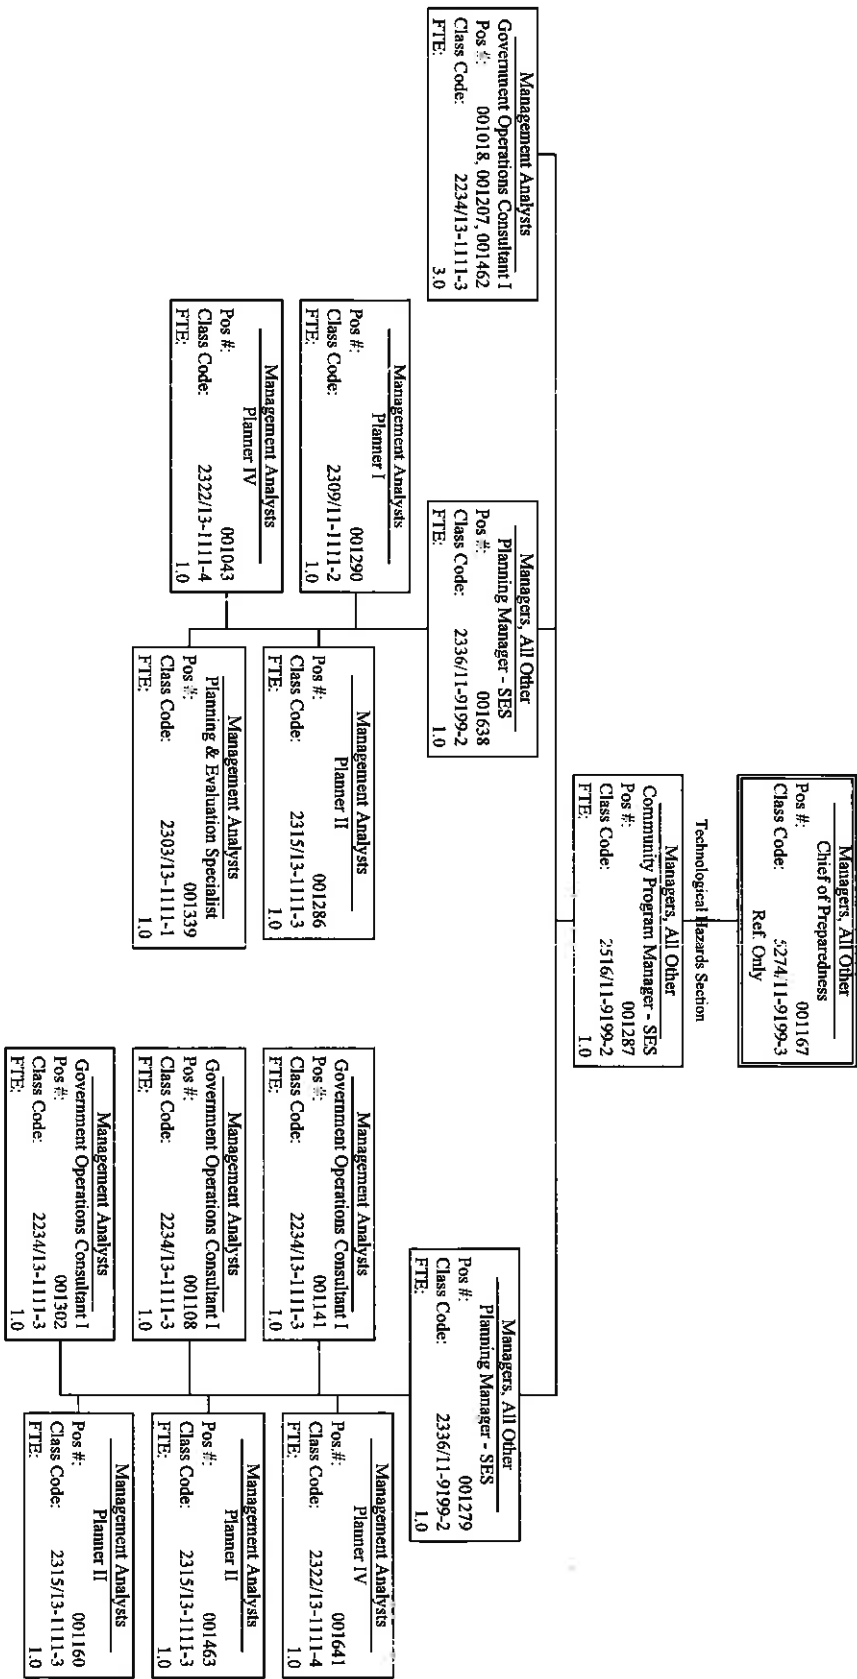 Managers, All Other
Chief of Preparedness
Pos #: 001167
Class Code: 5274/11-9199-3
Ref. Only
Technological Hazards Section
Managers, All Other
Community Program Manager - SES
Pos #: 001287
Class Code: 2516/11-9199-2
FTE: 1.0
Management Analysts
Government Operations Consultant I
Pos #: 001018, 001207, 001462
Class Code: 2234/13-1111-3
FTE: 3.0
Managers, All Other
Planning Manager - SES
Pos #: 001638
Class Code: 2336/11-9199-2
FTE: 1.0
Management Analysts
Planner I
Pos #: 001290
Class Code: 2309/11-1111-2
FTE: 1.0
Management Analysts
Planner II
Pos #: 001286
Class Code: 2315/13-1111-3
FTE: 1.0
Management Analysts
Planner IV
Pos #: 001043
Class Code: 2322/13-1111-4
FTE: 1.0
Management Analysts
Planning & Evaluation Specialist
Pos #: 001339
Class Code: 2303/13-1111-1
FTE: 1.0
Managers, All Other
Planning Manager - SES
Pos #: 001279
Class Code: 2336/11-9199-2
FTE: 1.0
Management Analysts
Government Operations Consultant I
Pos #: 001141
Class Code: 2234/13-1111-3
FTE: 1.0
Management Analysts
Planner IV
Pos #: 001641
Class Code: 2322/13-1111-4
FTE: 1.0
Management Analysts
Government Operations Consultant I
Pos #: 001108
Class Code: 2234/13-1111-3
FTE: 1.0
Management Analysts
Planner II
Pos #: 001463
Class Code: 2315/13-1111-3
FTE: 1.0
Management Analysts
Government Operations Consultant I
Pos #: 001302
Class Code: 2234/13-1111-3
FTE: 1.0
Management Analysts
Planner II
Pos #: 001160
Class Code: 2315/13-1111-3
FTE: 1.0